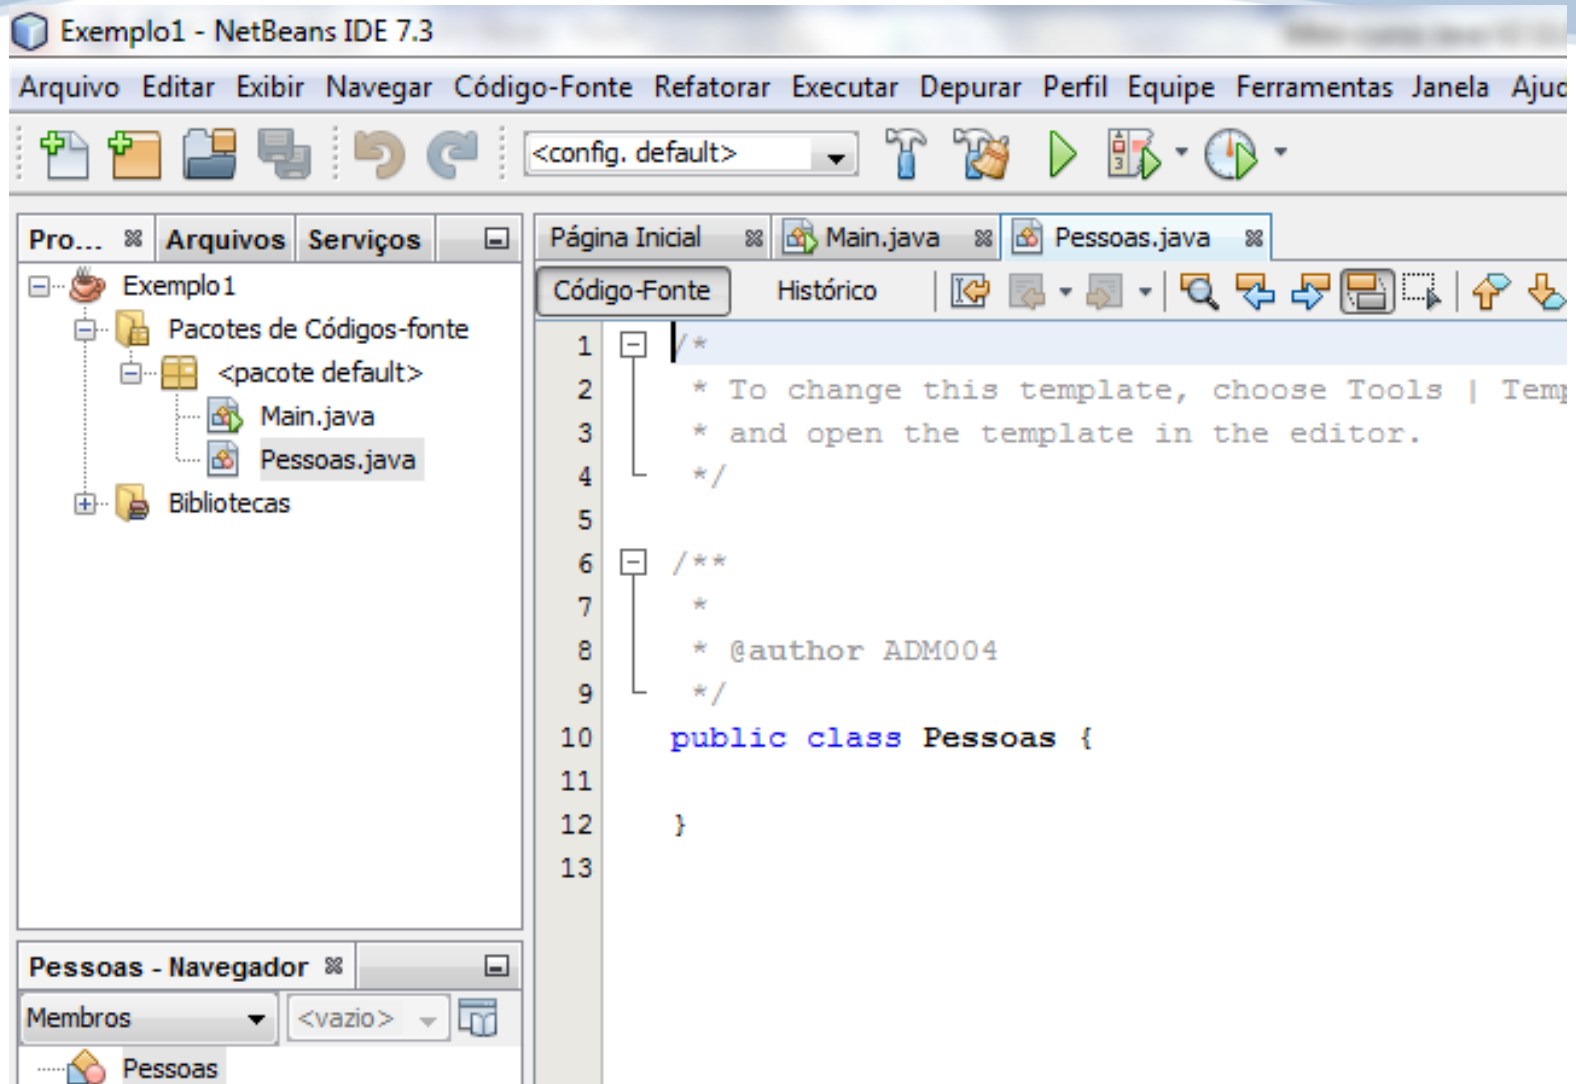 Exemplo1 - NetBeans IDE 7.3
Arquivo Editar Exibir Navegar Código-Fonte Refatorar Executar Depurar Perfil Equipe Ferramentas Janela
<config. default>
Pro... Arquivos Serviços
Exemplo1
Pacotes de Códigos-fonte
<pacote default>
Main.java
Pessoas.java
Bibliotecas
Pessoas - Navegador
Membros <vazio>
Pessoas
Página Inicial Main.java Pessoas.java
Código-Fonte Histórico
1 /*
2 * To change this template, choose Tools |
3 * and open the template in the editor.
4 */
5
6 /**
7 *
8 * @author ADM004
9 */
10 public class Pessoas {
11
12 }
13